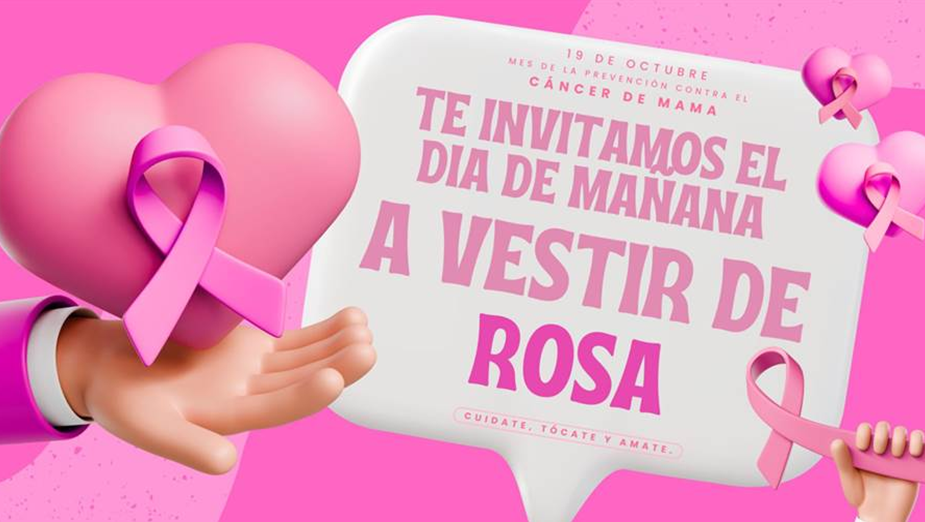 19 DE OCTUBRE
MES DE LA PREVENCIÓN CONTRA EL
CÁNCER DE MAMA
TE INVITAMOS EL
DIA DE MAÑANA
A VESTIR DE
ROSA
CUIDATE, TÓCATE Y AMATE.